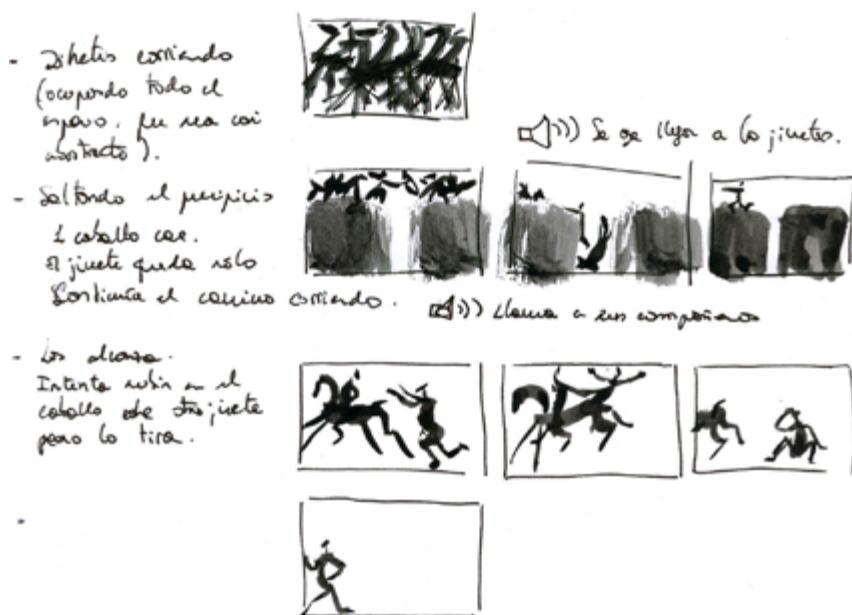 - Jinetes corriendo
(ocupando todo el
espacio, que sea casi
abstracto).
Se oye llegar a los jinetes.
- Saltando el precipicio
1 caballo cae.
El jinete queda solo
Continúa el camino corriendo.
Llama a sus compañeros
- Los alcanza.
Intenta subir en el
caballo de otro jinete
pero lo tira.
-